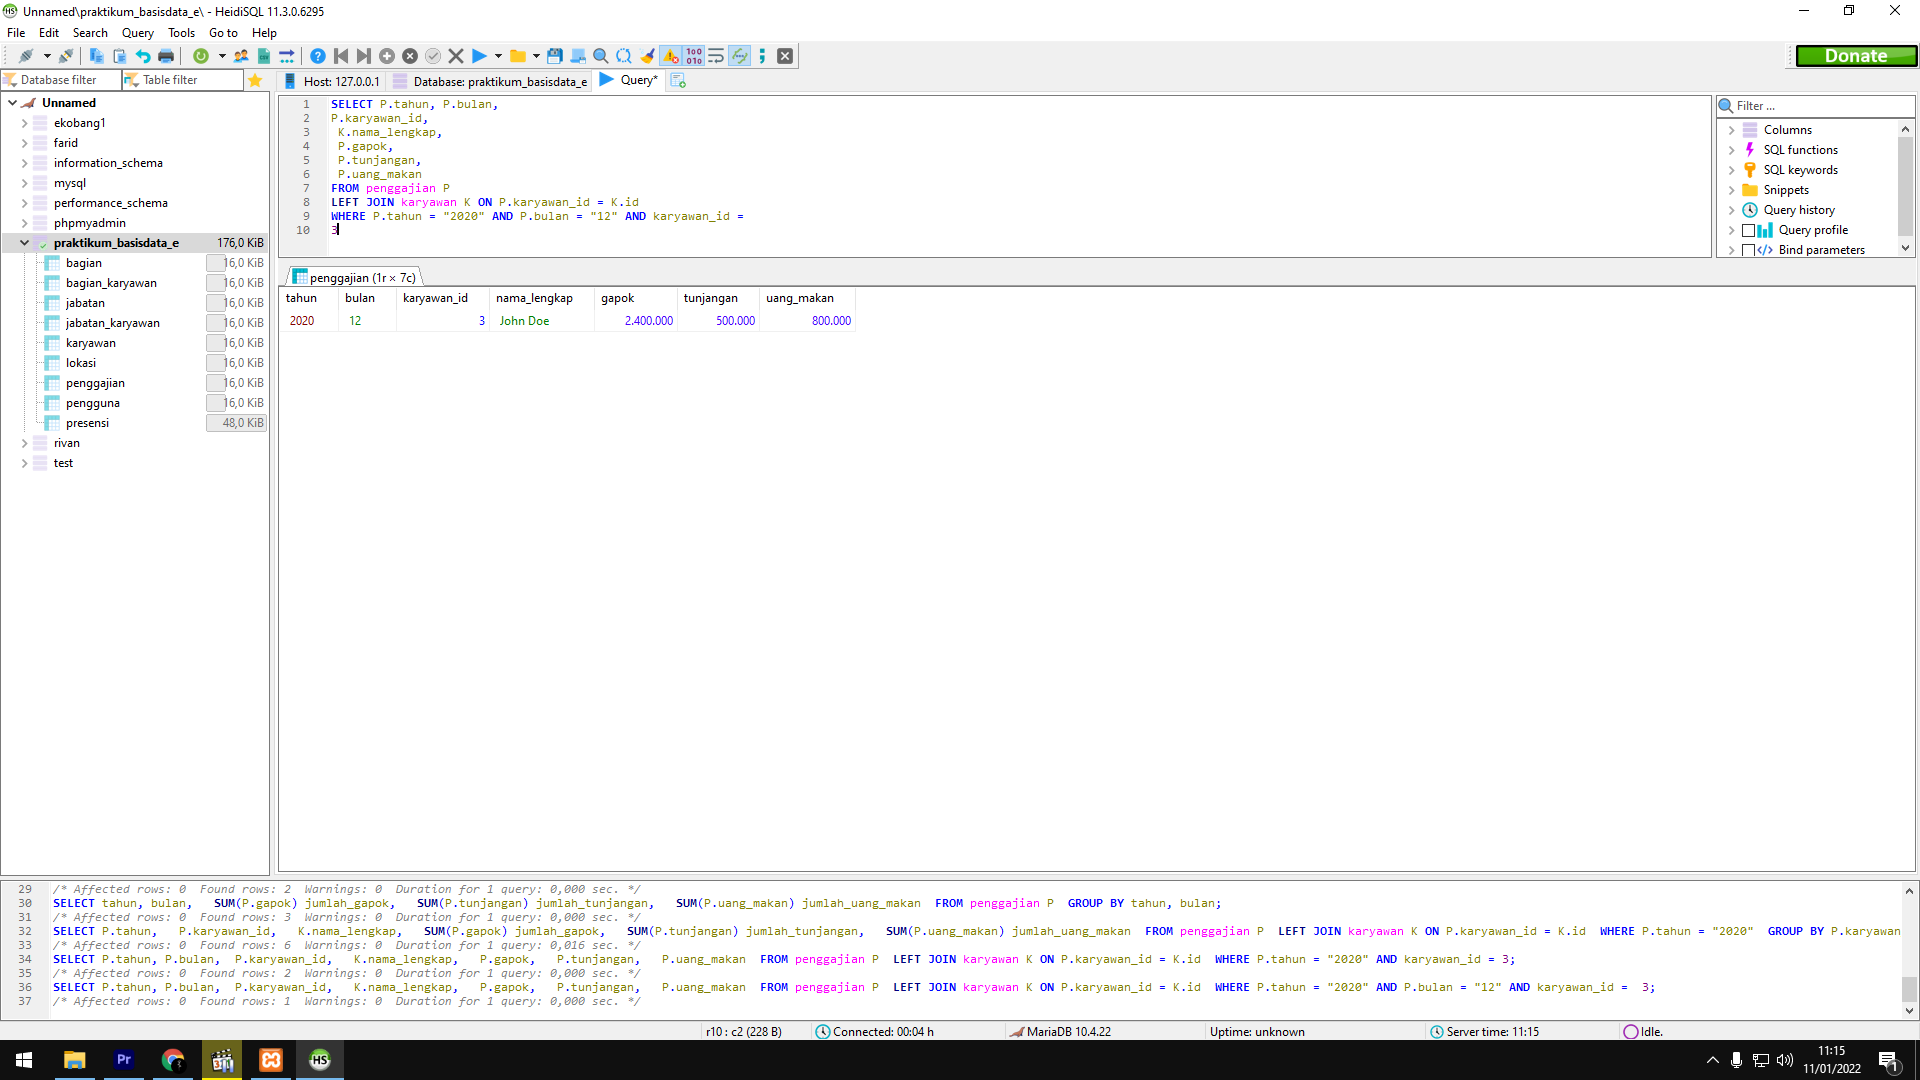 Unnamed\praktikum_basisdata_e\ - HeidiSQL 11.3.0.6295
File Edit Search Query Tools Go to Help
Donate
Database filter Table filter
Host: 127.0.0.1 Database: praktikum_basisdata_e Query*
Unnamed
ekobang1
farid
information_schema
mysql
performance_schema
phpmyadmin
praktikum_basisdata_e 176,0 KiB
bagian 16,0 KiB
bagian_karyawan 16,0 KiB
jabatan 16,0 KiB
jabatan_karyawan 16,0 KiB
karyawan 16,0 KiB
lokasi 16,0 KiB
penggajian 16,0 KiB
pengguna 16,0 KiB
presensi 48,0 KiB
rivan
test
1 SELECT P.tahun, P.bulan,
2 P.karyawan_id,
3 K.nama_lengkap,
4 P.gapok,
5 P.tunjangan,
6 P.uang_makan
7 FROM penggajian P
8 LEFT JOIN karyawan K ON P.karyawan_id = K.id
9 WHERE P.tahun = "2020" AND P.bulan = "12" AND karyawan_id =
10 3
Filter ...
Columns
SQL functions
SQL keywords
Snippets
Query history
Query profile
Bind parameters
penggajian (1r × 7c)
tahun bulan karyawan_id nama_lengkap gapok tunjangan uang_makan
2020 12 3 John Doe 2.400.000 500.000 800.000
29 /* Affected rows: 0 Found rows: 2 Warnings: 0 Duration for 1 query: 0,000 sec. */
30 SELECT tahun, bulan, SUM(P.gapok) jumlah_gapok, SUM(P.tunjangan) jumlah_tunjangan, SUM(P.uang_makan) jumlah_uang_makan FROM penggajian P GROUP BY tahun, bulan;
31 /* Affected rows: 0 Found rows: 3 Warnings: 0 Duration for 1 query: 0,000 sec. */
32 SELECT P.tahun, P.karyawan_id, K.nama_lengkap, SUM(P.gapok) jumlah_gapok, SUM(P.tunjangan) jumlah_tunjangan, SUM(P.uang_makan) jumlah_uang_makan FROM penggajian P LEFT JOIN karyawan K ON P.karyawan_id = K.id WHERE P.tahun = "2020" GROUP BY P.karyawan
33 /* Affected rows: 0 Found rows: 6 Warnings: 0 Duration for 1 query: 0,016 sec. */
34 SELECT P.tahun, P.bulan, P.karyawan_id, K.nama_lengkap, P.gapok, P.tunjangan, P.uang_makan FROM penggajian P LEFT JOIN karyawan K ON P.karyawan_id = K.id WHERE P.tahun = "2020" AND karyawan_id = 3;
35 /* Affected rows: 0 Found rows: 2 Warnings: 0 Duration for 1 query: 0,000 sec. */
36 SELECT P.tahun, P.bulan, P.karyawan_id, K.nama_lengkap, P.gapok, P.tunjangan, P.uang_makan FROM penggajian P LEFT JOIN karyawan K ON P.karyawan_id = K.id WHERE P.tahun = "2020" AND P.bulan = "12" AND karyawan_id = 3;
37 /* Affected rows: 0 Found rows: 1 Warnings: 0 Duration for 1 query: 0,000 sec. */
r10 : c2 (228 B) Connected: 00:04 h MariaDB 10.4.22 Uptime: unknown Server time: 11:15 Idle.
Pr HS
11:15
11/01/2022
1